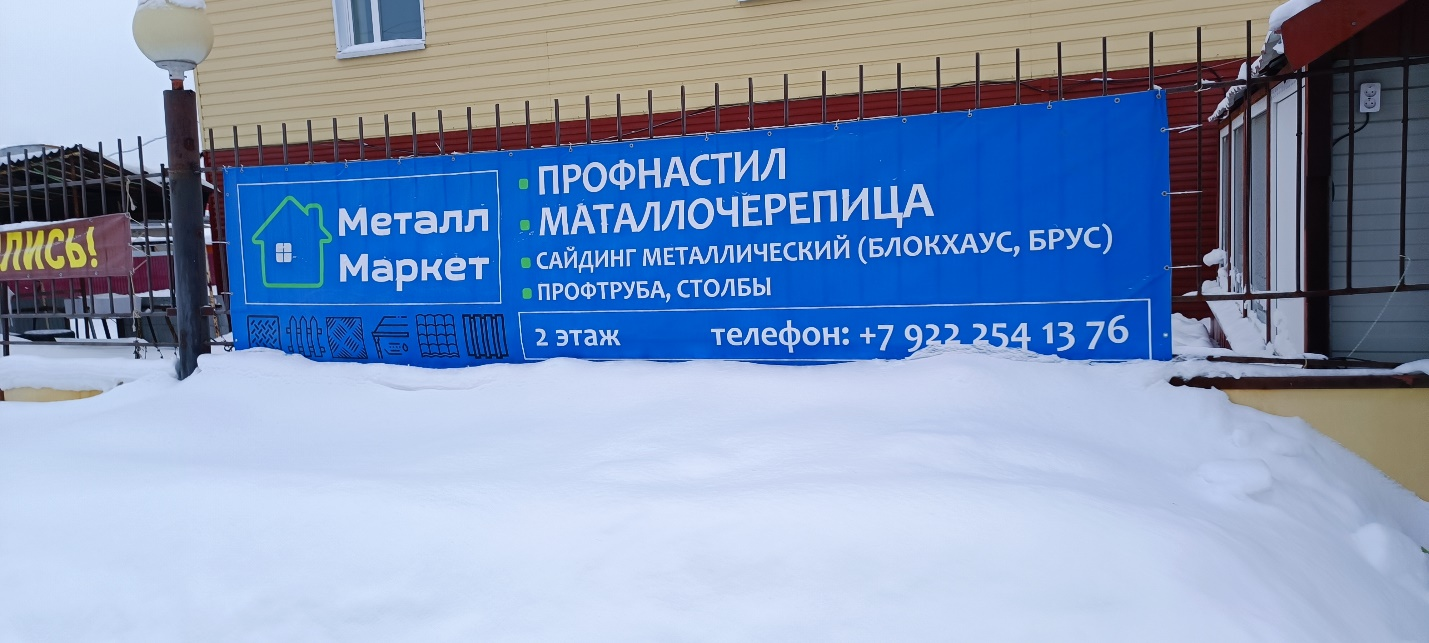 ЛИСЬ!
Металл
Маркет
ПРОФНАСТИЛ
МАТАЛЛОЧЕРЕПИЦА
САЙДИНГ МЕТАЛЛИЧЕСКИЙ (БЛОКХАУС, БРУС)
ПРОФТРУБА, СТОЛБЫ
2 этаж
телефон: +7 922 254 13 76